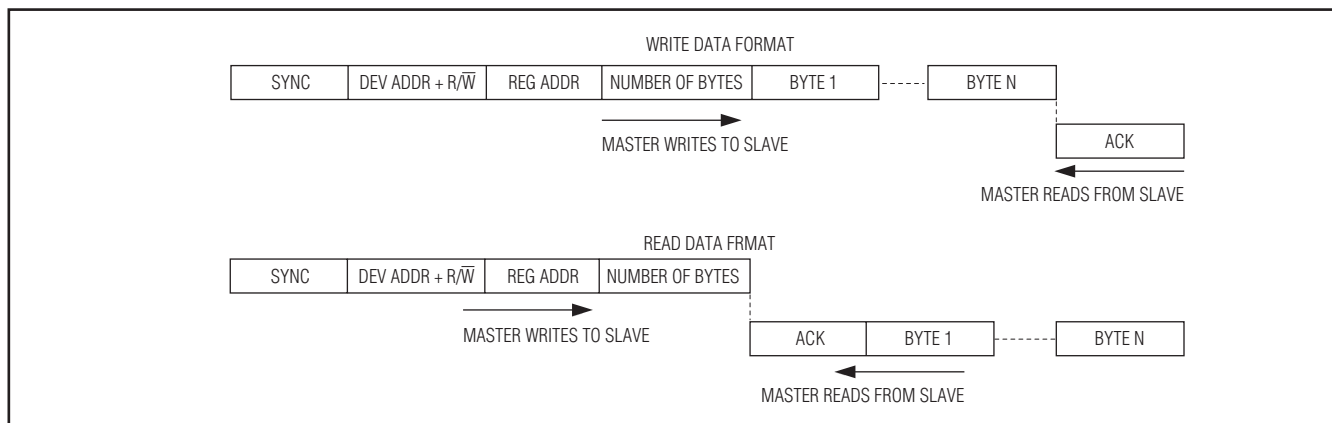 WRITE DATA FORMAT
SYNC DEV ADDR + R/W̅ REG ADDR NUMBER OF BYTES BYTE 1 BYTE N
MASTER WRITES TO SLAVE
ACK
MASTER READS FROM SLAVE
READ DATA FRMAT
SYNC DEV ADDR + R/W̅ REG ADDR NUMBER OF BYTES
MASTER WRITES TO SLAVE
ACK BYTE 1 BYTE N
MASTER READS FROM SLAVE